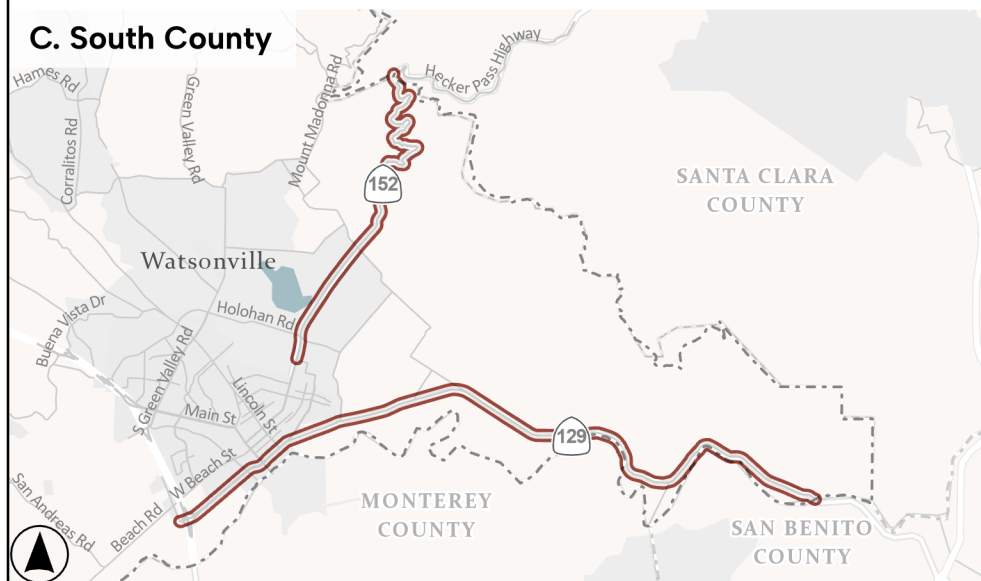 C. South County
Hames Rd
Corralitos Rd
Green Valley Rd
Mount Madonna Rd
Hecker Pass Highway
152
SANTA CLARA
COUNTY
Watsonville
Holohan Rd
Buena Vista Dr
S Green Valley Rd
Lincoln St
Main St
129
W Beach St
San Andreas Rd
Beach Rd
MONTEREY
COUNTY
SAN BENITO
COUNTY